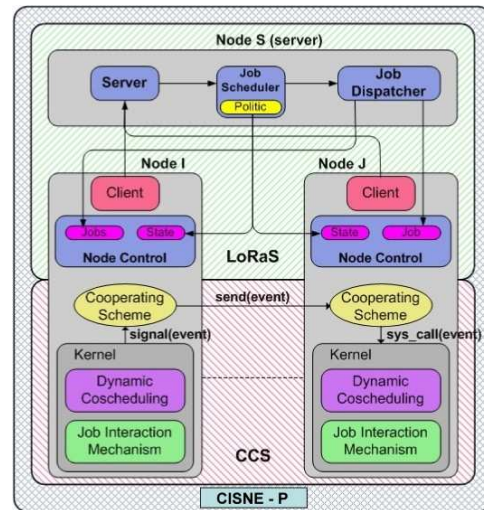 Node S (server)
Server
Job
Scheduler
Politic
Job
Dispatcher
Node I
Node J
Client
Client
Jobs
State
Node Control
State
Job
Node Control
LoRaS
Cooperating
Scheme
send(event)
Cooperating
Scheme
signal(event)
sys_call(event)
Kernel
Kernel
Dynamic
Coscheduling
Dynamic
Coscheduling
Job Interaction
Mechanism
Job Interaction
Mechanism
CCS
CISNE - P